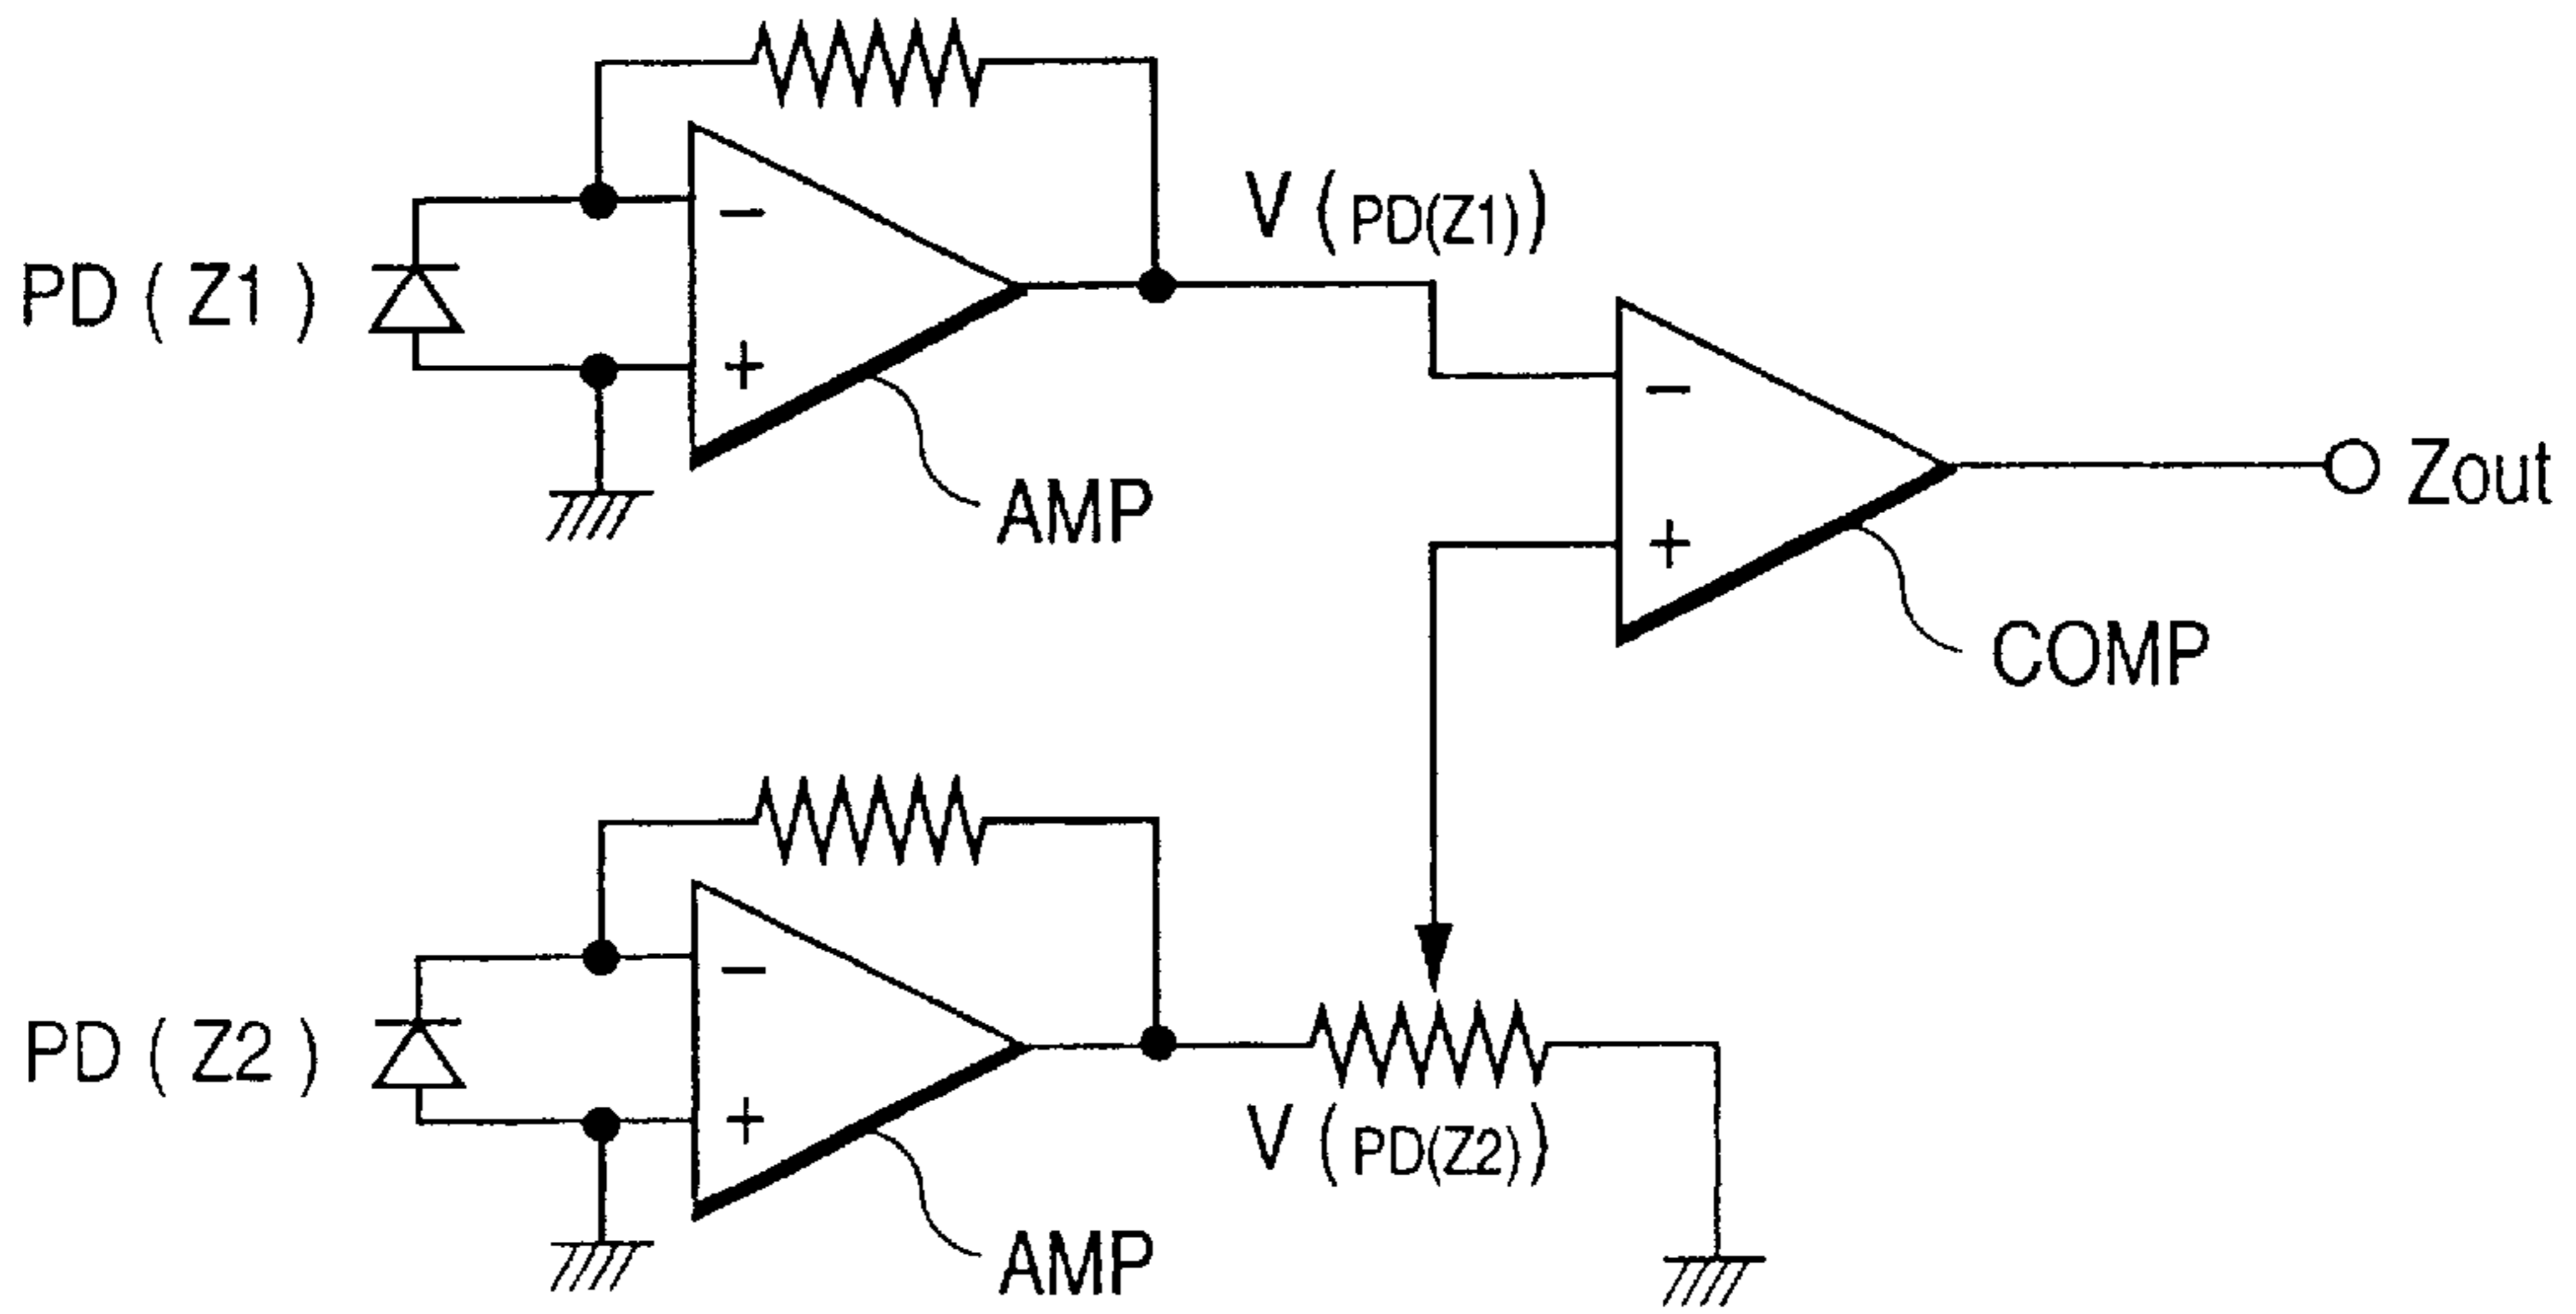 PD ( Z1 )
−
+
AMP
V (PD(Z1))
−
+
COMP
Zout
PD ( Z2 )
−
+
AMP
V (PD(Z2))